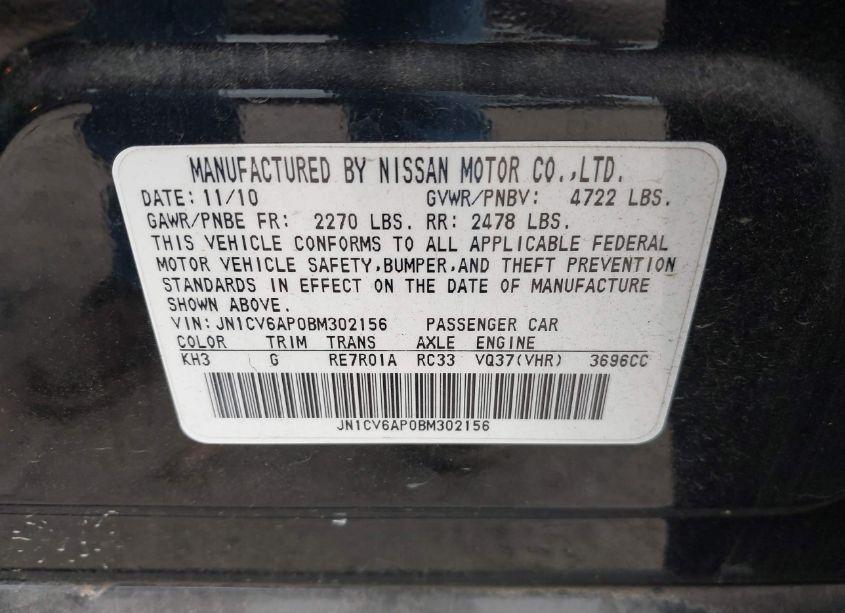 MANUFACTURED BY NISSAN MOTOR CO.,LTD.
DATE: 11/10 GVWR/PNBV: 4722 LBS.
GAWR/PNBE FR: 2270 LBS. RR: 2478 LBS.
THIS VEHICLE CONFORMS TO ALL APPLICABLE FEDERAL
MOTOR VEHICLE SAFETY,BUMPER,AND THEFT PREVENTION
STANDARDS IN EFFECT ON THE DATE OF MANUFACTURE
SHOWN ABOVE.
VIN:JN1CV6AP0BM302156 PASSENGER CAR
COLOR TRIM TRANS AXLE ENGINE
KH3 G RE7R01A RC33 VQ37(VHR) 3696CC
JN1CV6AP0BM302156